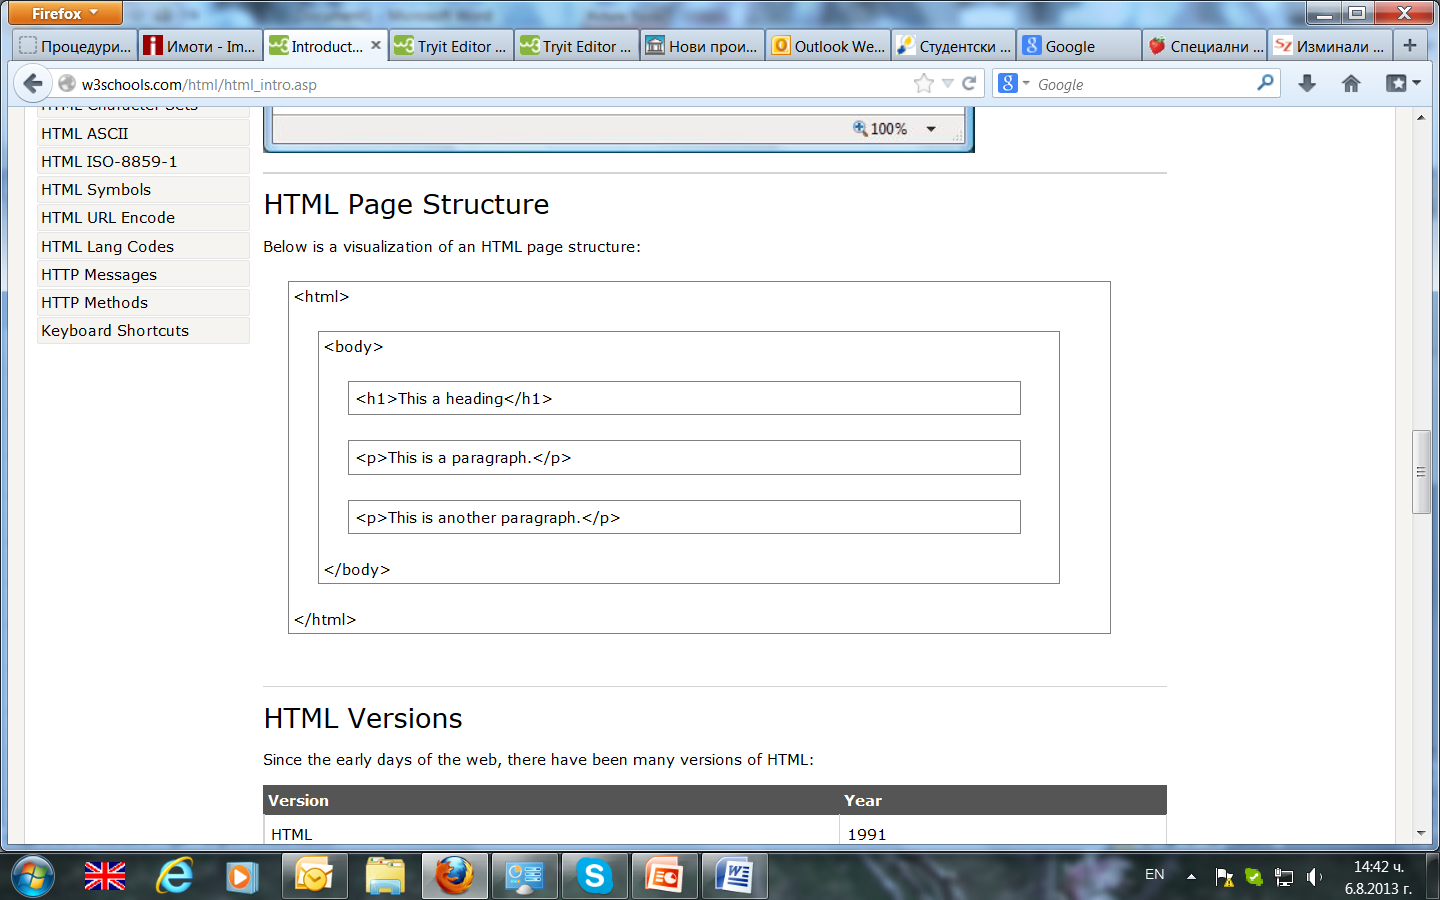 Firefox
Процедури...
Имоти - Im...
Introduct...
Tryit Editor ...
Tryit Editor ...
Нови прои...
Outlook We...
Студентски ...
Google
Специални ...
Изминали ...
w3schools.com/html/html_intro.asp
Google
HTML Character Sets
HTML ASCII
HTML ISO-8859-1
HTML Symbols
HTML URL Encode
HTML Lang Codes
HTTP Messages
HTTP Methods
Keyboard Shortcuts
100%
HTML Page Structure
Below is a visualization of an HTML page structure:
<html>
<body>
<h1>This a heading</h1>
<p>This is a paragraph.</p>
<p>This is another paragraph.</p>
</body>
</html>
HTML Versions
Since the early days of the web, there have been many versions of HTML:
Version Year
HTML 1991
EN
14:42 ч.
6.8.2013 г.